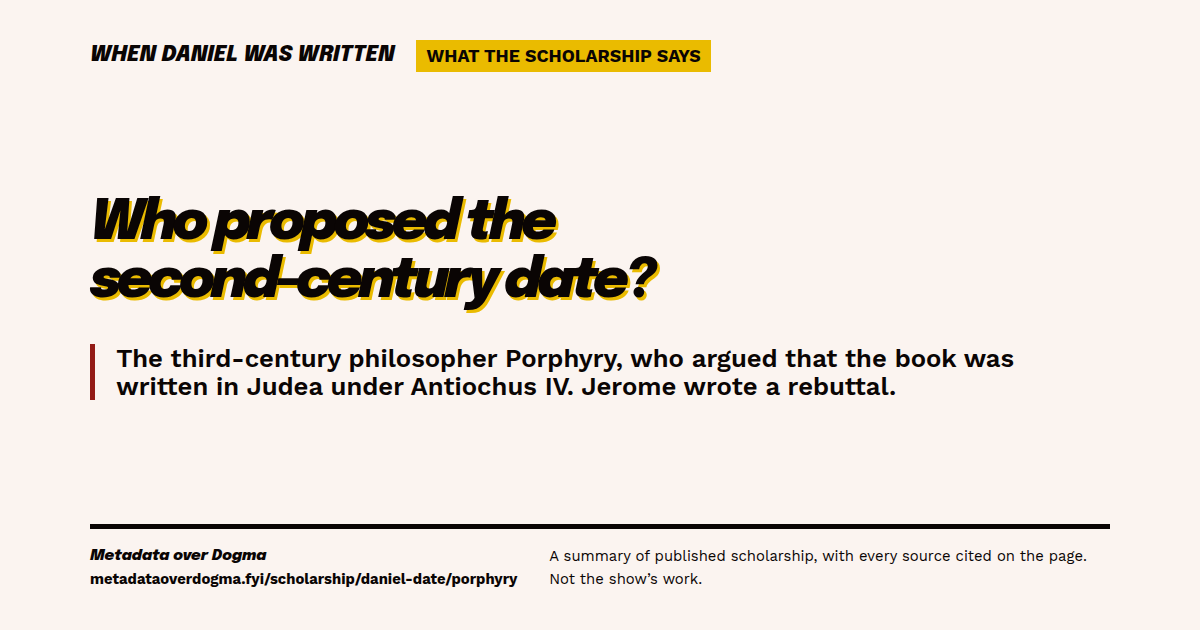 WHEN DANIEL WAS WRITTEN
WHAT THE SCHOLARSHIP SAYS
Who proposed the
second-century date?
The third-century philosopher Porphyry, who argued that the book was
written in Judea under Antiochus IV. Jerome wrote a rebuttal.
Metadata over Dogma
metadataoverdogma.fyi/scholarship/daniel-date/porphyry
A summary of published scholarship, with every source cited on the page.
Not the show’s work.